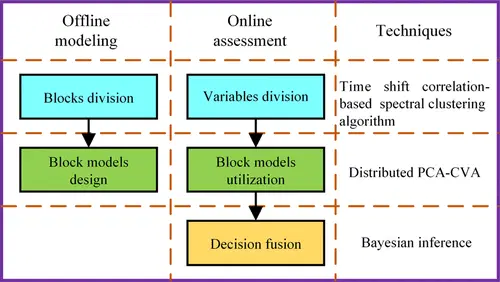 Offline
modeling
Online
assessment
Techniques
Blocks division
Variables division
Time shift correlation-
based spectral clustering
algorithm
Block models
design
Block models
utilization
Distributed PCA-CVA
Decision fusion
Bayesian inference